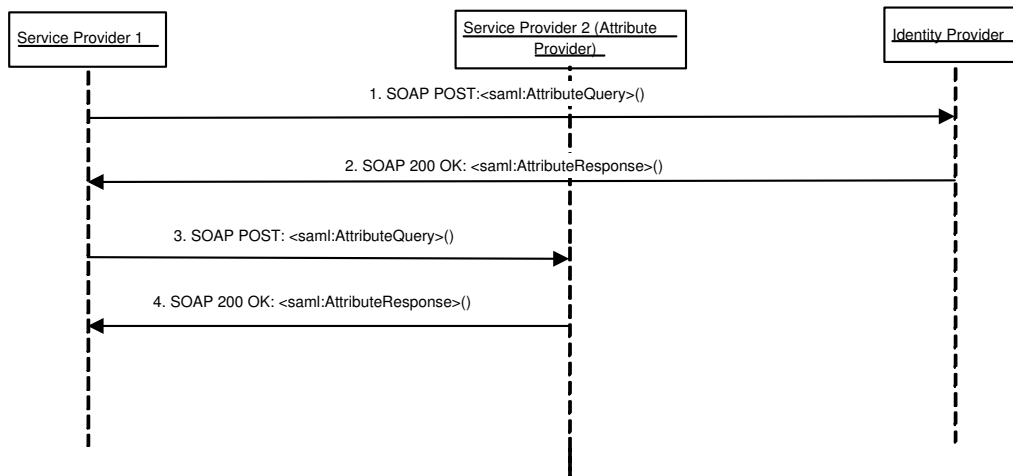 Service Provider 1
Service Provider 2 (Attribute
Provider)
Identity Provider
1. SOAP POST:<saml:AttributeQuery>()
2. SOAP 200 OK: <saml:AttributeResponse>()
3. SOAP POST: <saml:AttributeQuery>()
4. SOAP 200 OK: <saml:AttributeResponse>()